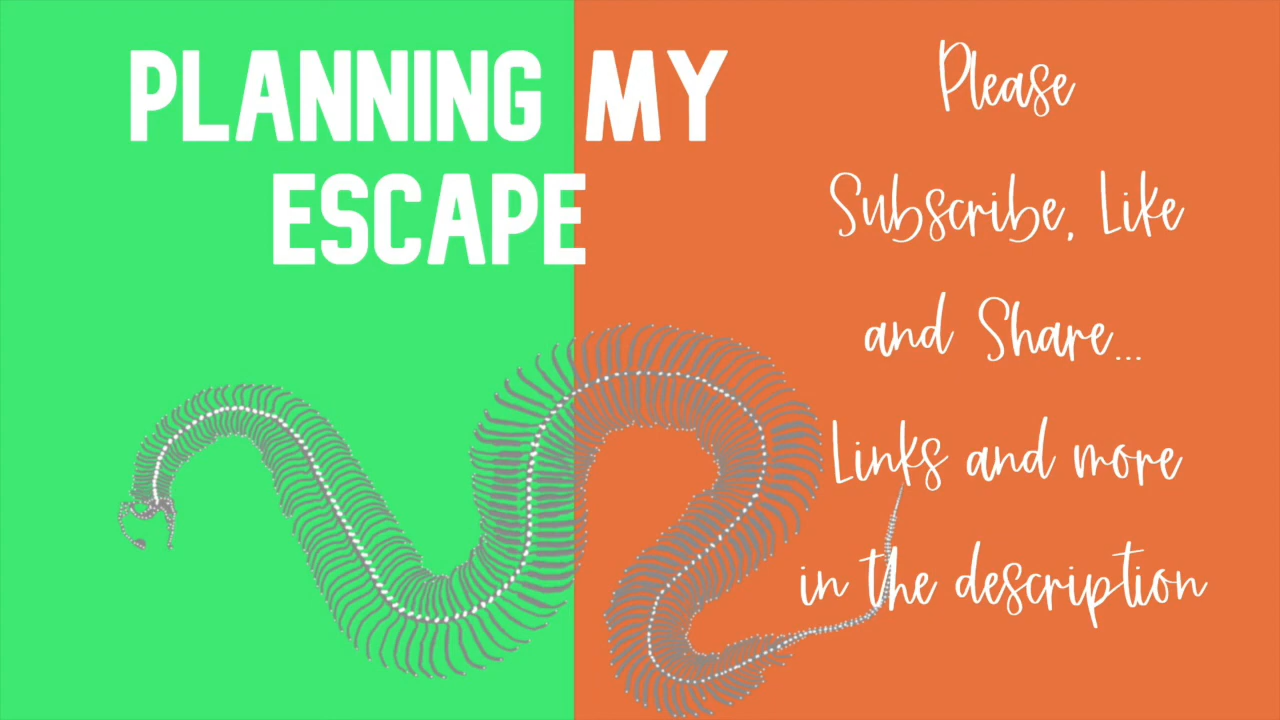 PLANNING MY
ESCAPE
Please
Subscribe, Like
and Share...
Links and more
in the description